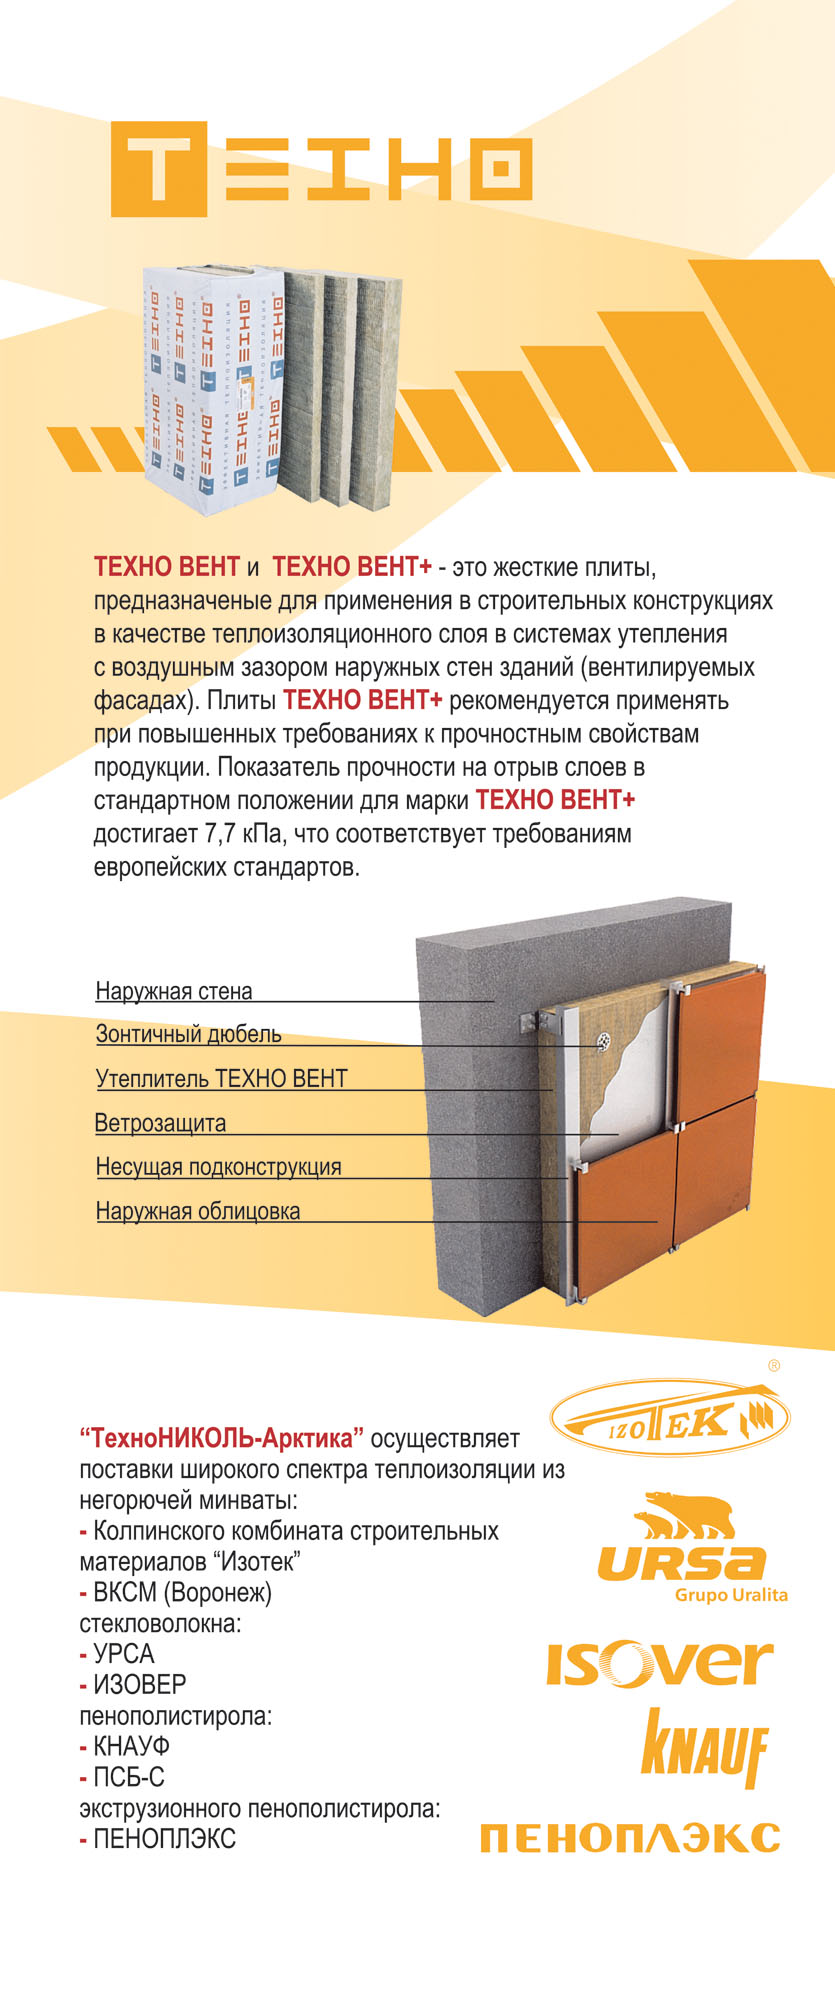 ТЕХНО
ТЕХНО ВЕНТ и ТЕХНО ВЕНТ+ - это жесткие плиты,
предназначеные для применения в строительных конструкциях
в качестве теплоизоляционного слоя в системах утепления
с воздушным зазором наружных стен зданий (вентилируемых
фасадах). Плиты ТЕХНО ВЕНТ+ рекомендуется применять
при повышенных требованиях к прочностным свойствам
продукции. Показатель прочности на отрыв слоев в
стандартном положении для марки ТЕХНО ВЕНТ+
достигает 7,7 кПа, что соответствует требованиям
европейских стандартов.
Наружная стена
Зонтичный дюбель
Утеплитель ТЕХНО ВЕНТ
Ветрозащита
Несущая подконструкция
Наружная облицовка
“ТехноНИКОЛЬ-Арктика” осуществляет
поставки широкого спектра теплоизоляции из
негорючей минваты:
- Колпинского комбината строительных
материалов “Изотек”
- ВКСМ (Воронеж)
стекловолокна:
- УРСА
- ИЗОВЕР
пенополистирола:
- КНАУФ
- ПСБ-С
экструзионного пенополистирола:
- ПЕНОПЛЭКС
®
IZOTEK
URSA
Grupo Uralita
ISOVER
KNAUF
ПЕНОПЛЭКС